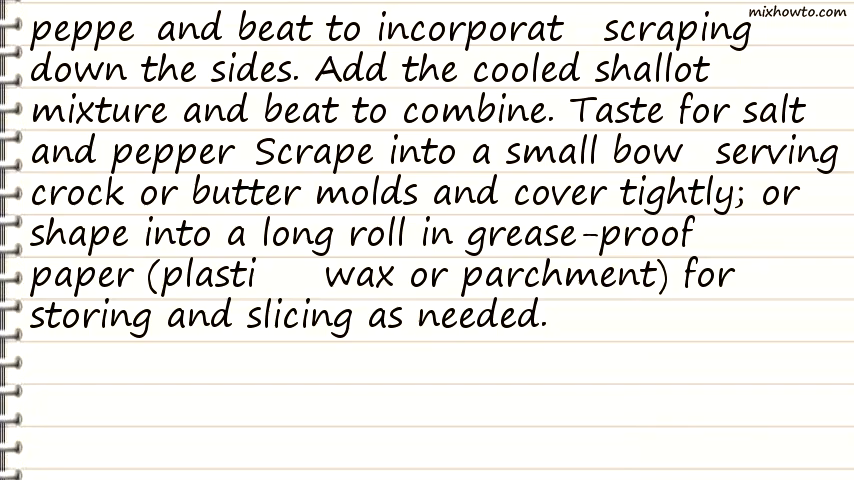 mixhowto.com
peppe and beat to incorporat scraping
down the sides. Add the cooled shallot
mixture and beat to combine. Taste for salt
and pepper Scrape into a small bow serving
crock or butter molds and cover tightly; or
shape into a long roll in grease-proof
paper (plasti wax or parchment) for
storing and slicing as needed.